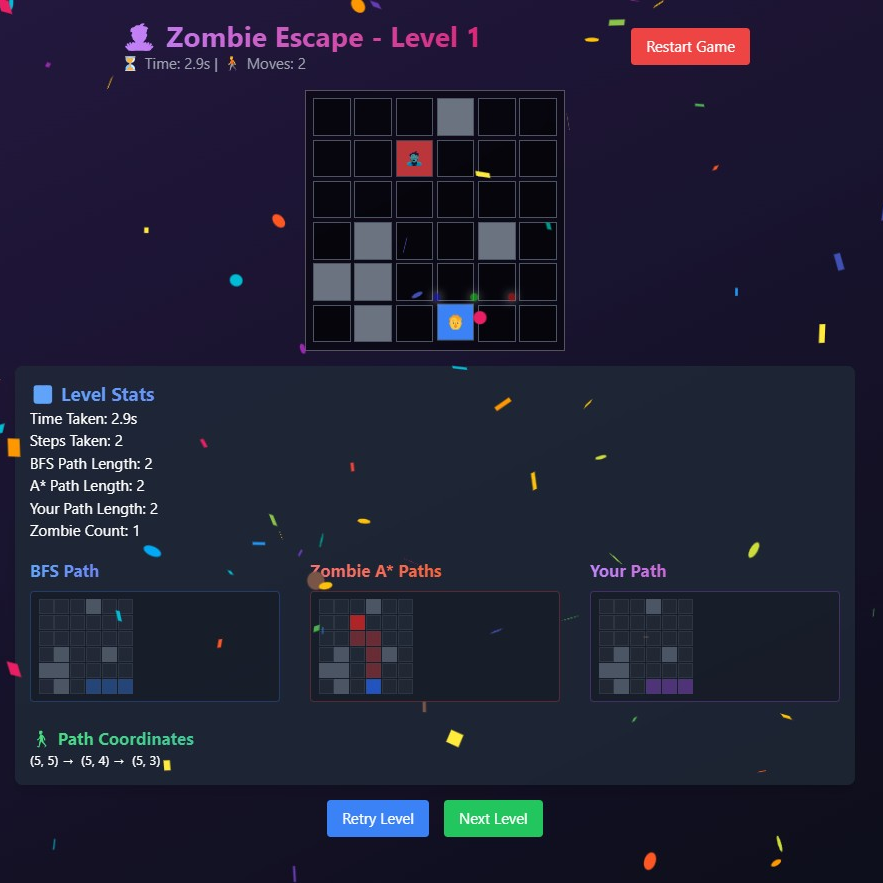 Zombie Escape - Level 1
Time: 2.9s | Moves: 2
Restart Game
Level Stats
Time Taken: 2.9s
Steps Taken: 2
BFS Path Length: 2
A* Path Length: 2
Your Path Length: 2
Zombie Count: 1
BFS Path
Zombie A* Paths
Your Path
Path Coordinates
(5, 5) → (5, 4) → (5, 3)
Retry Level
Next Level